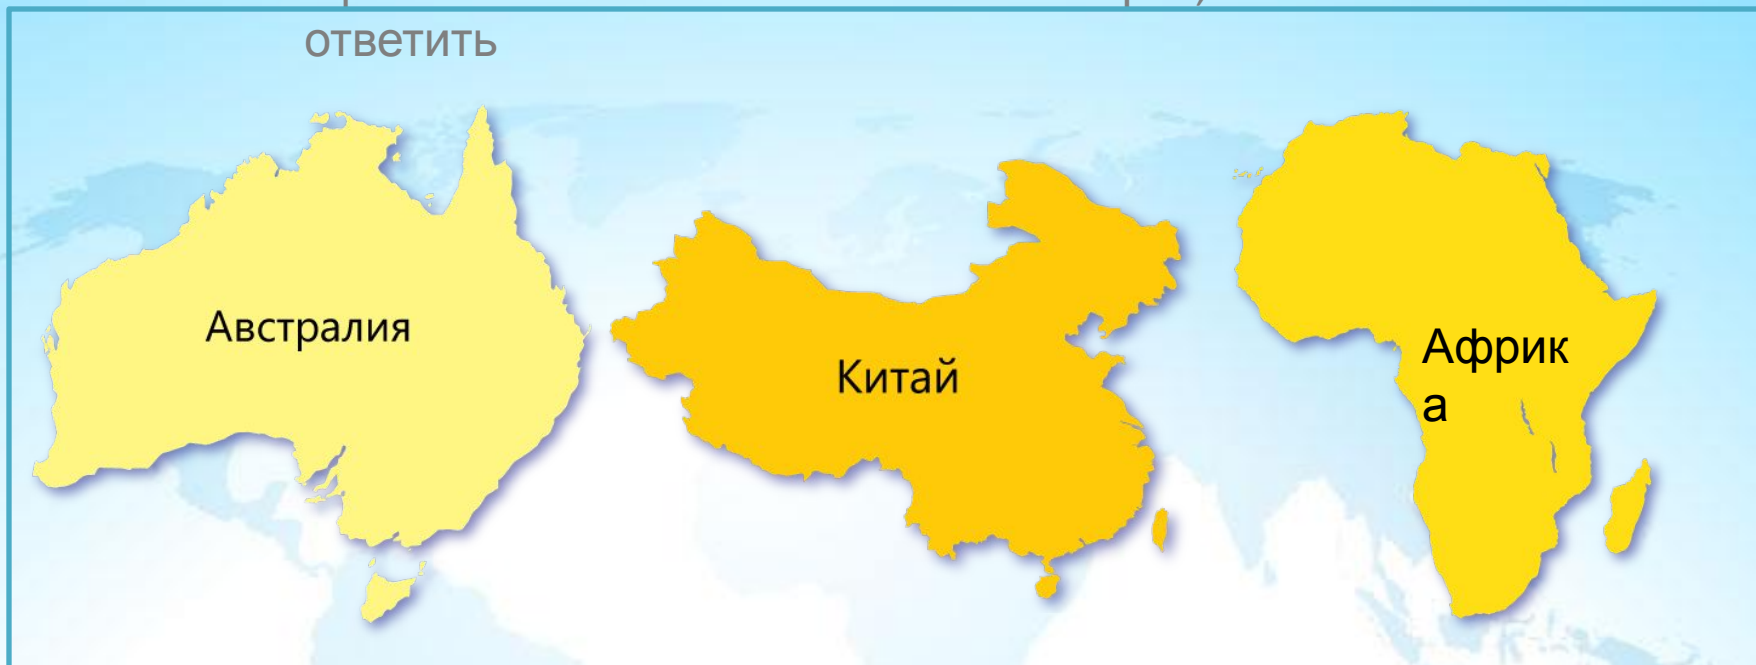 ответить
Австралия
Китай
Африк
а